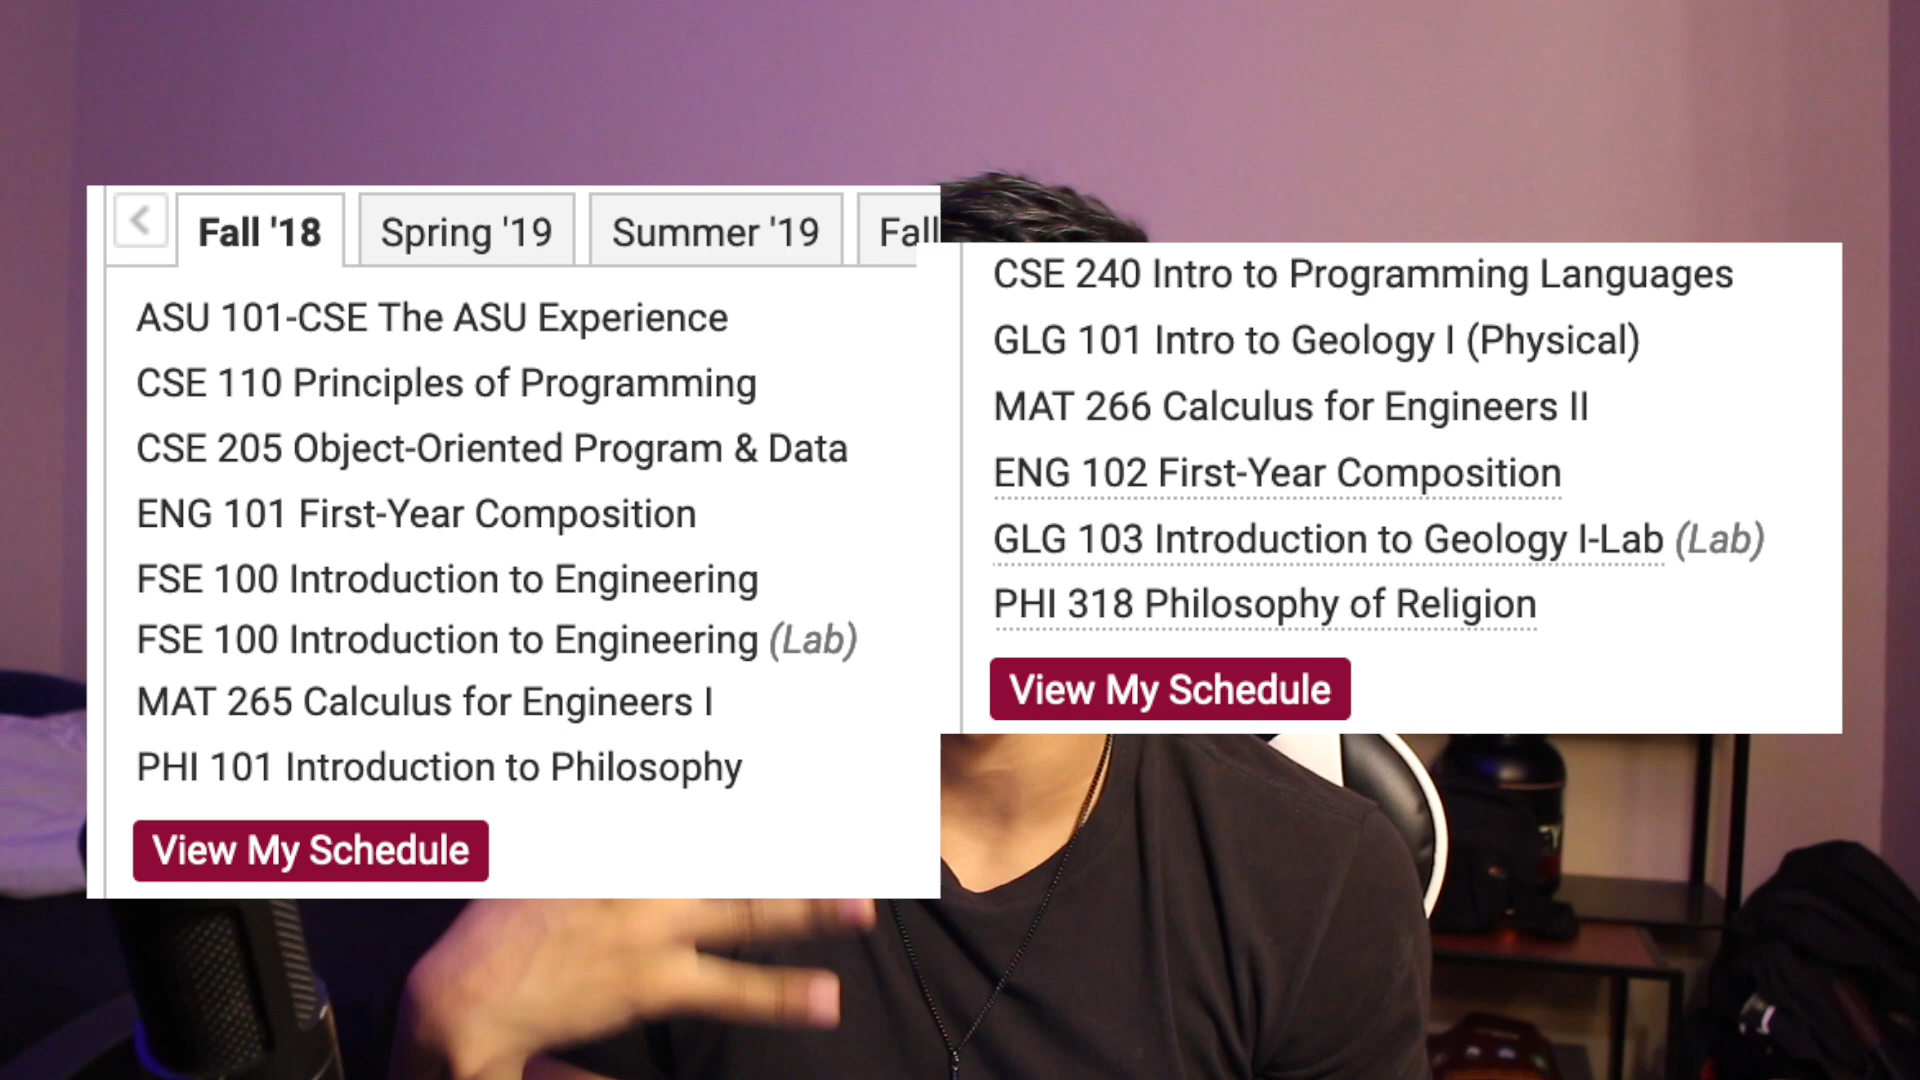 Fall '18
Spring '19
Summer '19
Fall
ASU 101-CSE The ASU Experience
CSE 110 Principles of Programming
CSE 205 Object-Oriented Program & Data
ENG 101 First-Year Composition
FSE 100 Introduction to Engineering
FSE 100 Introduction to Engineering (Lab)
MAT 265 Calculus for Engineers I
PHI 101 Introduction to Philosophy
View My Schedule
CSE 240 Intro to Programming Languages
GLG 101 Intro to Geology I (Physical)
MAT 266 Calculus for Engineers II
ENG 102 First-Year Composition
GLG 103 Introduction to Geology I-Lab (Lab)
PHI 318 Philosophy of Religion
View My Schedule